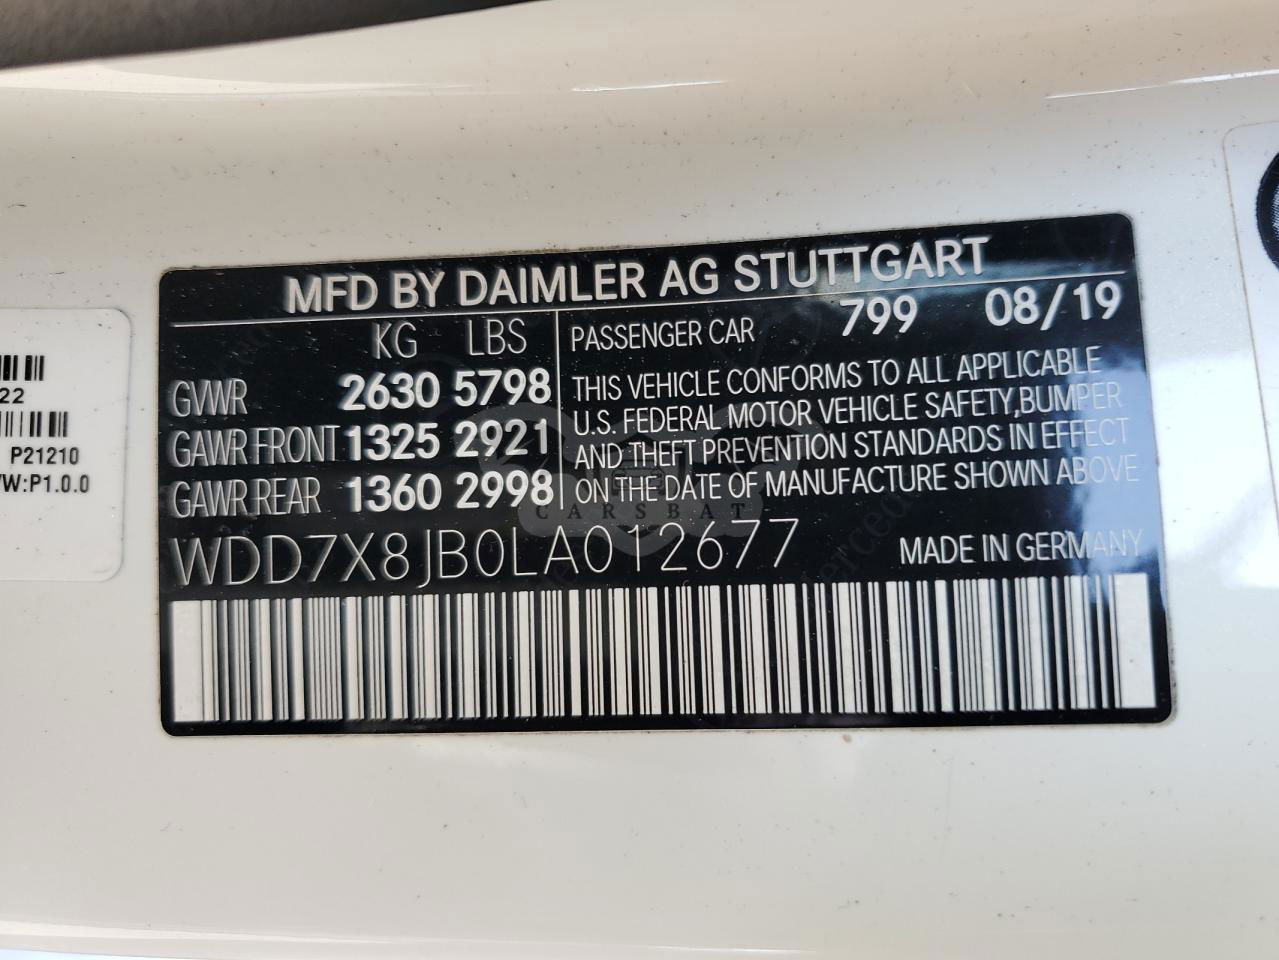 MFD BY DAIMLER AG STUTTGART
KG LBS
GVWR 2630 5798
GAWR FRONT 1325 2921
GAWR REAR 1360 2998
PASSENGER CAR 799 08/19
THIS VEHICLE CONFORMS TO ALL APPLICABLE
U.S. FEDERAL MOTOR VEHICLE SAFETY,BUMPER
AND THEFT PREVENTION STANDARDS IN EFFECT
ON THE DATE OF MANUFACTURE SHOWN ABOVE
WDD7X8JB0LA012677
MADE IN GERMANY
CARSBAT
22
P21210
W:P1.0.0